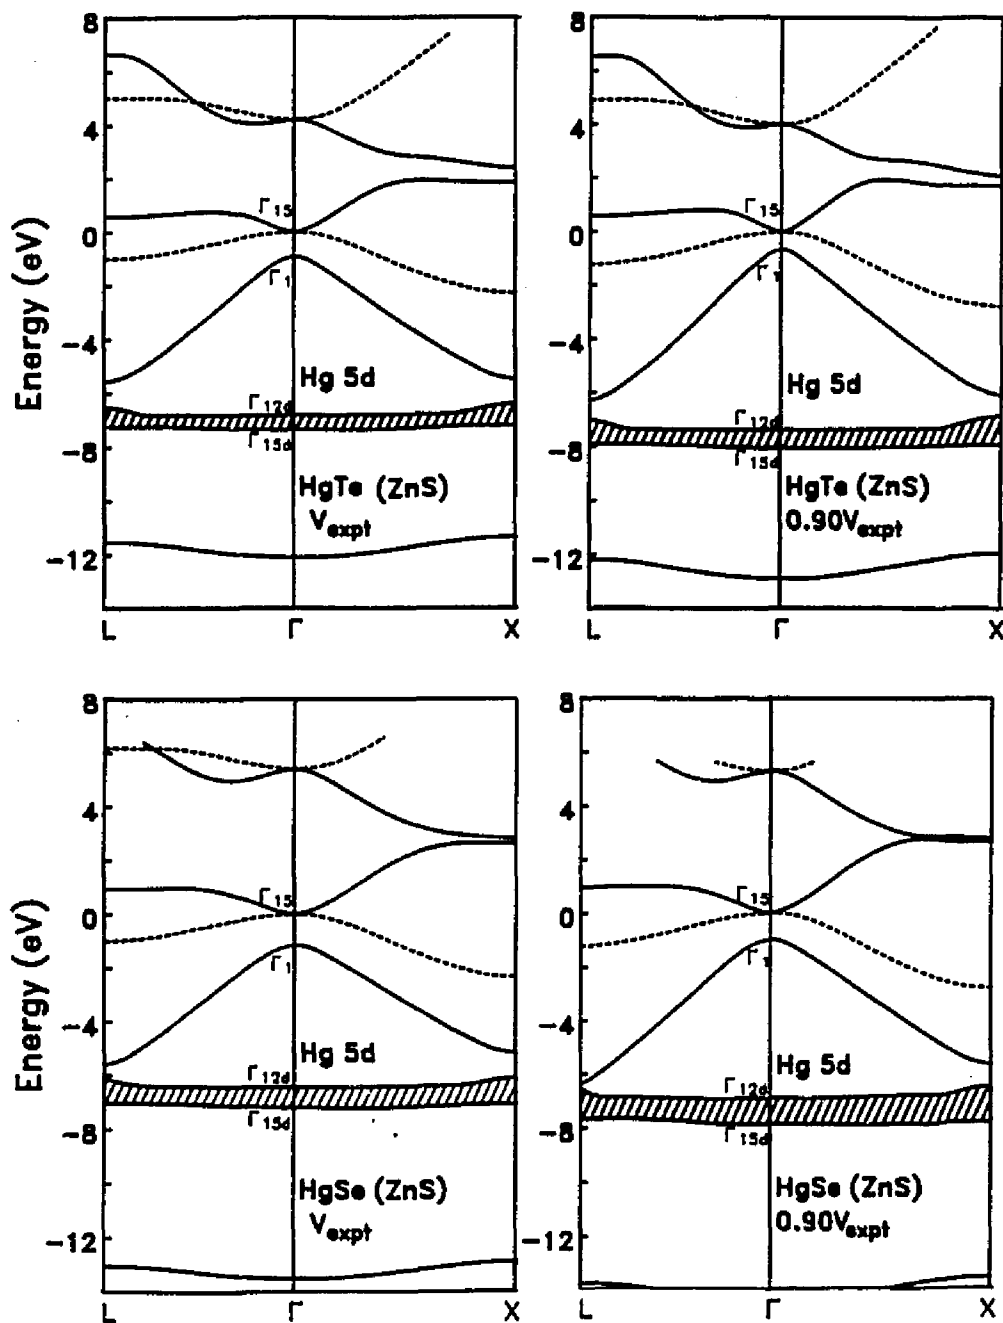 8
4
0
-4
-8
-12
Energy (eV)
Γ15
Γ1
Hg 5d
Γ12d
Γ15d
HgTe (ZnS)
Vexpt
L
Γ
X
8
4
0
-4
-8
-12
Γ15
Γ1
Hg 5d
Γ12d
Γ15d
HgTe (ZnS)
0.90Vexpt
L
Γ
X
8
4
0
-4
-8
-12
Energy (eV)
Γ15
Γ1
Hg 5d
Γ12d
Γ15d
HgSe (ZnS)
Vexpt
L
Γ
X
8
4
0
-4
-8
-12
Γ15
Γ1
Hg 5d
Γ12d
Γ15d
HgSe (ZnS)
0.90Vexpt
L
Γ
X